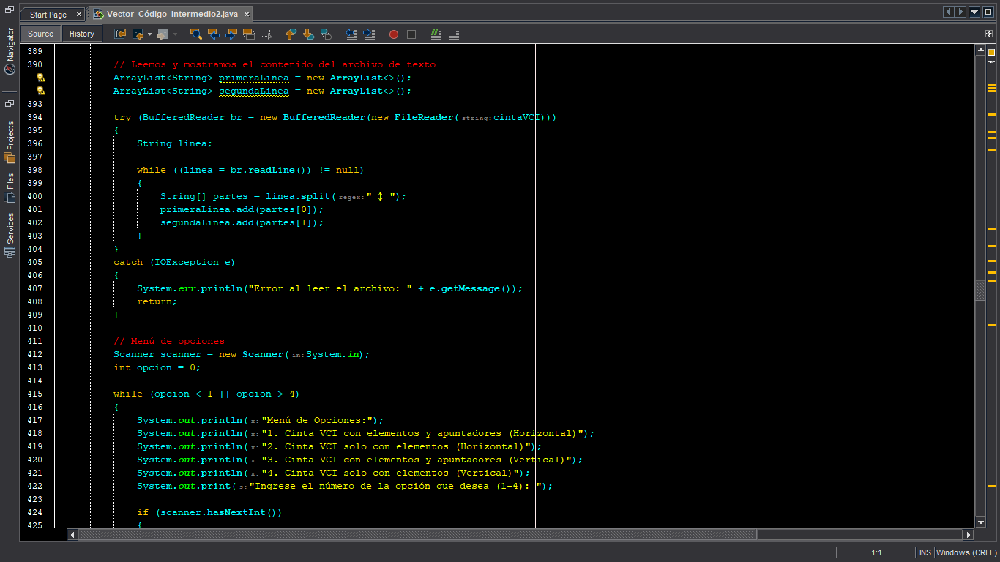 Start Page
Vector_Código_Intermedio2.java
Source History
Navigator
Projects
Files
Services
389
390 // Leemos y mostramos el contenido del archivo de texto
ArrayList<String> primeraLinea = new ArrayList<>();
ArrayList<String> segundaLinea = new ArrayList<>();
393
394 try (BufferedReader br = new BufferedReader(new FileReader(string:cintaVCI)))
395 {
396 String linea;
397
398 while ((linea = br.readLine()) != null)
399 {
400 String[] partes = linea.split(regex:" ↕ ");
401 primeraLinea.add(partes[0]);
402 segundaLinea.add(partes[1]);
403 }
404 }
405 catch (IOException e)
406 {
407 System.err.println("Error al leer el archivo: " + e.getMessage());
408 return;
409 }
410
411 // Menú de opciones
412 Scanner scanner = new Scanner(in:System.in);
413 int opcion = 0;
414
415 while (opcion < 1 || opcion > 4)
416 {
417 System.out.println(x:"Menú de Opciones:");
418 System.out.println(x:"1. Cinta VCI con elementos y apuntadores (Horizontal)");
419 System.out.println(x:"2. Cinta VCI solo con elementos (Horizontal)");
420 System.out.println(x:"3. Cinta VCI con elementos y apuntadores (Vertical)");
421 System.out.println(x:"4. Cinta VCI solo con elementos (Vertical)");
422 System.out.print(s:"Ingrese el número de la opción que desea (1-4): ");
423
424 if (scanner.hasNextInt())
425 {
1:1 INS Windows (CRLF)